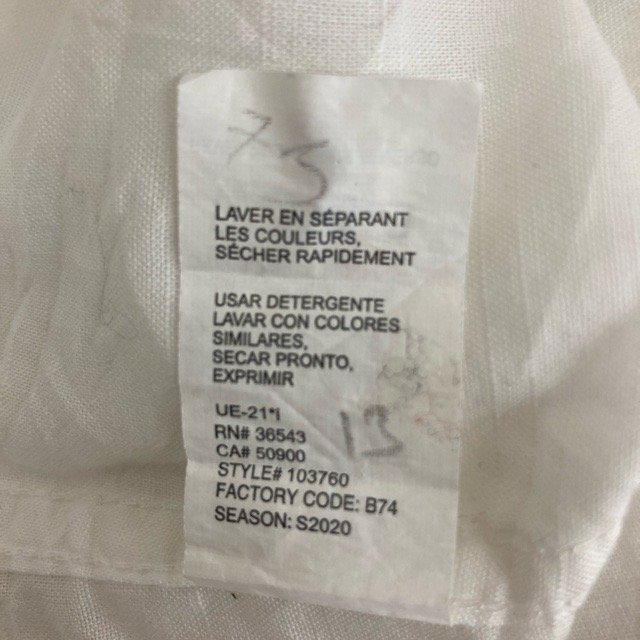 7-3
LAVER EN SÉPARANT
LES COULEURS,
SÉCHER RAPIDEMENT
USAR DETERGENTE
LAVAR CON COLORES
SIMILARES,
SECAR PRONTO,
EXPRIMIR
UE-21*I
RN# 36543
13
CA# 50900
STYLE# 103760
FACTORY CODE: B74
SEASON: S2020